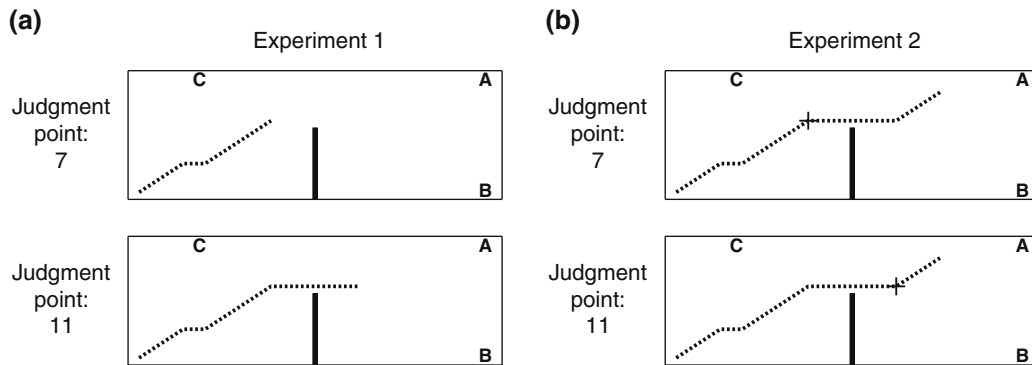 (a)
Experiment 1
Judgment
point:
7
C
A
B
Judgment
point:
11
C
A
B
(b)
Experiment 2
Judgment
point:
7
C
A
B
Judgment
point:
11
C
A
B